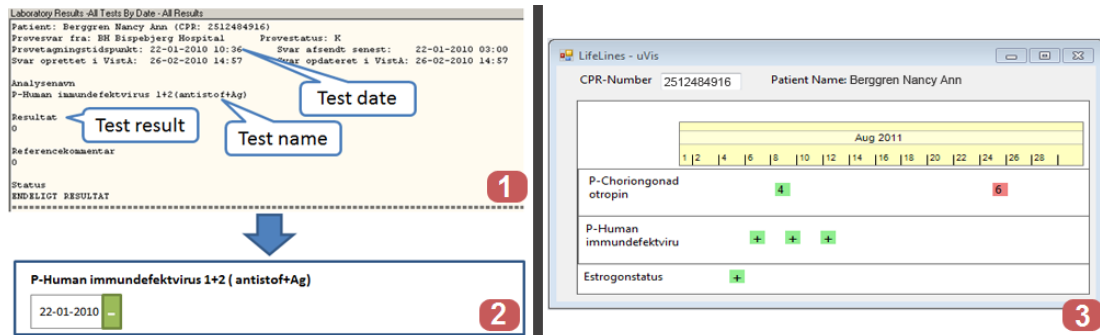 Laboratory Results -All Tests By Date - All Results
Patient: Berggren Nancy Ann (CPR: 2512484916)
Prøvesvar fra: BH Bispebjerg Hospital Prøvestatus: K
Prøvetagningstidspunkt: 22-01-2010 10:36 Svar afsendt senest: 22-01-2010 03:00
Svar oprettet i VistA: 26-02-2010 14:57 Svar opdateret i VistA: 26-02-2010 14:57
Analysenavn
P-Human immundefektvirus 1+2(antistof+Ag)
Test date
Resultat
0
Test result
Test name
Referencekommentar
0
Status
ENDELIGT RESULTAT
1
P-Human immundefektvirus 1+2 ( antistof+Ag)
22-01-2010 -
2
LifeLines - uVis
CPR-Number 2512484916 Patient Name: Berggren Nancy Ann
Aug 2011
1 |2 |4 |6 |8 |10 |12 |14 |16 |18 |20 |22 |24 |26 |28 |
P-Choriongonad
otropin
4 6
P-Human
immundefektviru
+ + +
Estrogonstatus +
3